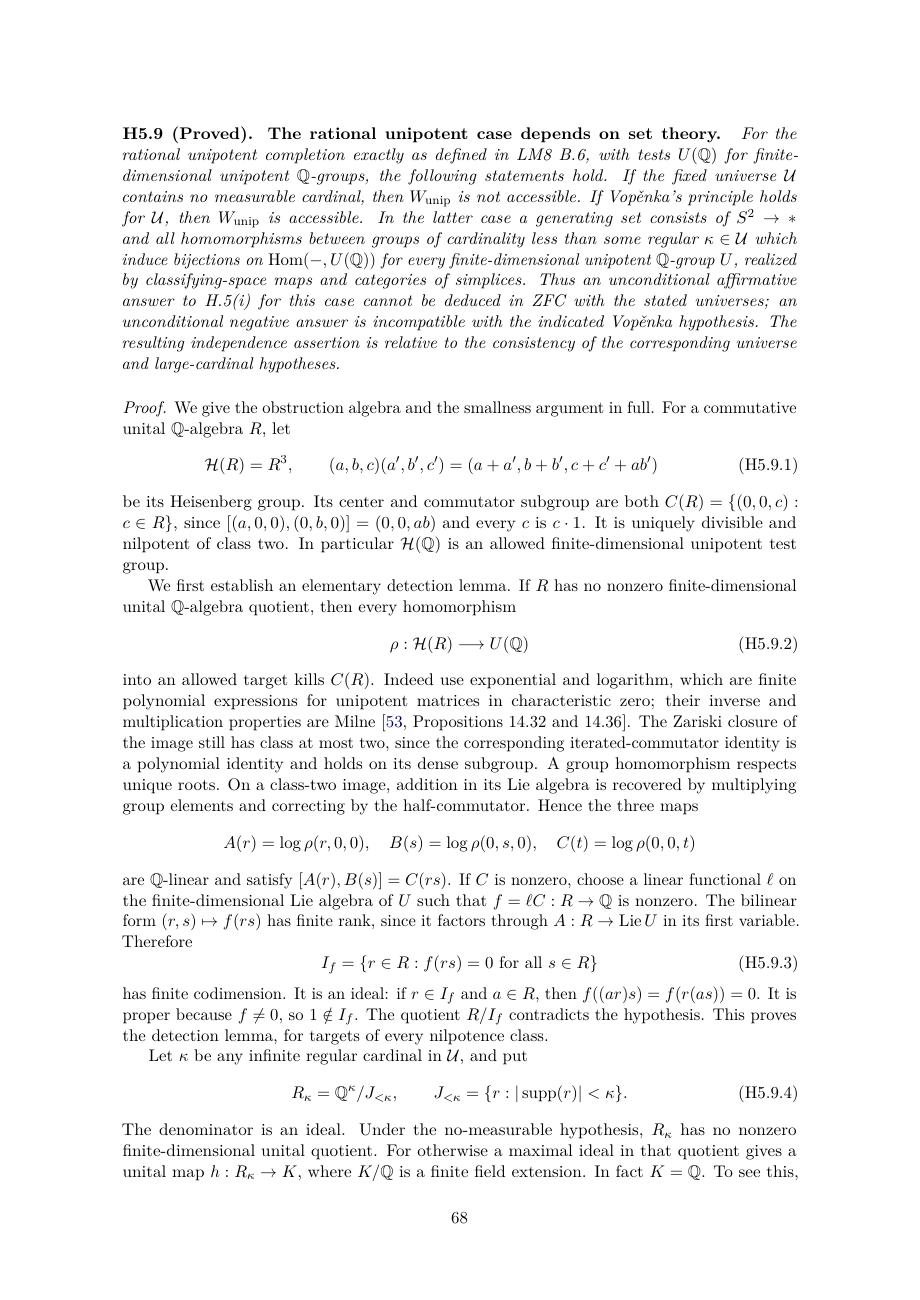 H5.9 (Proved). The rational unipotent case depends on set theory. For the
rational unipotent completion exactly as defined in LM8 B.6, with tests U(ℚ) for finite-
dimensional unipotent ℚ-groups, the following statements hold. If the fixed universe 𝒰
contains no measurable cardinal, then W_unip is not accessible. If Vopěnka's principle holds
for 𝒰, then W_unip is accessible. In the latter case a generating set consists of S² → ∗
and all homomorphisms between groups of cardinality less than some regular κ ∈ 𝒰 which
induce bijections on Hom(−, U(ℚ)) for every finite-dimensional unipotent ℚ-group U, realized
by classifying-space maps and categories of simplices. Thus an unconditional affirmative
answer to H.5(i) for this case cannot be deduced in ZFC with the stated universes; an
unconditional negative answer is incompatible with the indicated Vopěnka hypothesis. The
resulting independence assertion is relative to the consistency of the corresponding universe
and large-cardinal hypotheses.
Proof. We give the obstruction algebra and the smallness argument in full. For a commutative
unital ℚ-algebra R, let
ℋ(R) = R³, (a, b, c)(a′, b′, c′) = (a + a′, b + b′, c + c′ + ab′) (H5.9.1)
be its Heisenberg group. Its center and commutator subgroup are both C(R) = {(0, 0, c) :
c ∈ R}, since [(a, 0, 0), (0, b, 0)] = (0, 0, ab) and every c is c · 1. It is uniquely divisible and
nilpotent of class two. In particular ℋ(ℚ) is an allowed finite-dimensional unipotent test
group.
We first establish an elementary detection lemma. If R has no nonzero finite-dimensional
unital ℚ-algebra quotient, then every homomorphism
ρ : ℋ(R) ⟶ U(ℚ) (H5.9.2)
into an allowed target kills C(R). Indeed use exponential and logarithm, which are finite
polynomial expressions for unipotent matrices in characteristic zero; their inverse and
multiplication properties are Milne [53, Propositions 14.32 and 14.36]. The Zariski closure of
the image still has class at most two, since the corresponding iterated-commutator identity is
a polynomial identity and holds on its dense subgroup. A group homomorphism respects
unique roots. On a class-two image, addition in its Lie algebra is recovered by multiplying
group elements and correcting by the half-commutator. Hence the three maps
A(r) = log ρ(r, 0, 0), B(s) = log ρ(0, s, 0), C(t) = log ρ(0, 0, t)
are ℚ-linear and satisfy [A(r), B(s)] = C(rs). If C is nonzero, choose a linear functional ℓ on
the finite-dimensional Lie algebra of U such that f = ℓC : R → ℚ is nonzero. The bilinear
form (r, s) ↦ f(rs) has finite rank, since it factors through A : R → Lie U in its first variable.
Therefore
I_f = {r ∈ R : f(rs) = 0 for all s ∈ R} (H5.9.3)
has finite codimension. It is an ideal: if r ∈ I_f and a ∈ R, then f((ar)s) = f(r(as)) = 0. It is
proper because f ≠ 0, so 1 ∉ I_f. The quotient R/I_f contradicts the hypothesis. This proves
the detection lemma, for targets of every nilpotence class.
Let κ be any infinite regular cardinal in 𝒰, and put
R_κ = ℚ^κ/J_{<κ}, J_{<κ} = {r : | supp(r)| < κ}. (H5.9.4)
The denominator is an ideal. Under the no-measurable hypothesis, R_κ has no nonzero
finite-dimensional unital quotient. For otherwise a maximal ideal in that quotient gives a
unital map h : R_κ → K, where K/ℚ is a finite field extension. In fact K = ℚ. To see this,
68